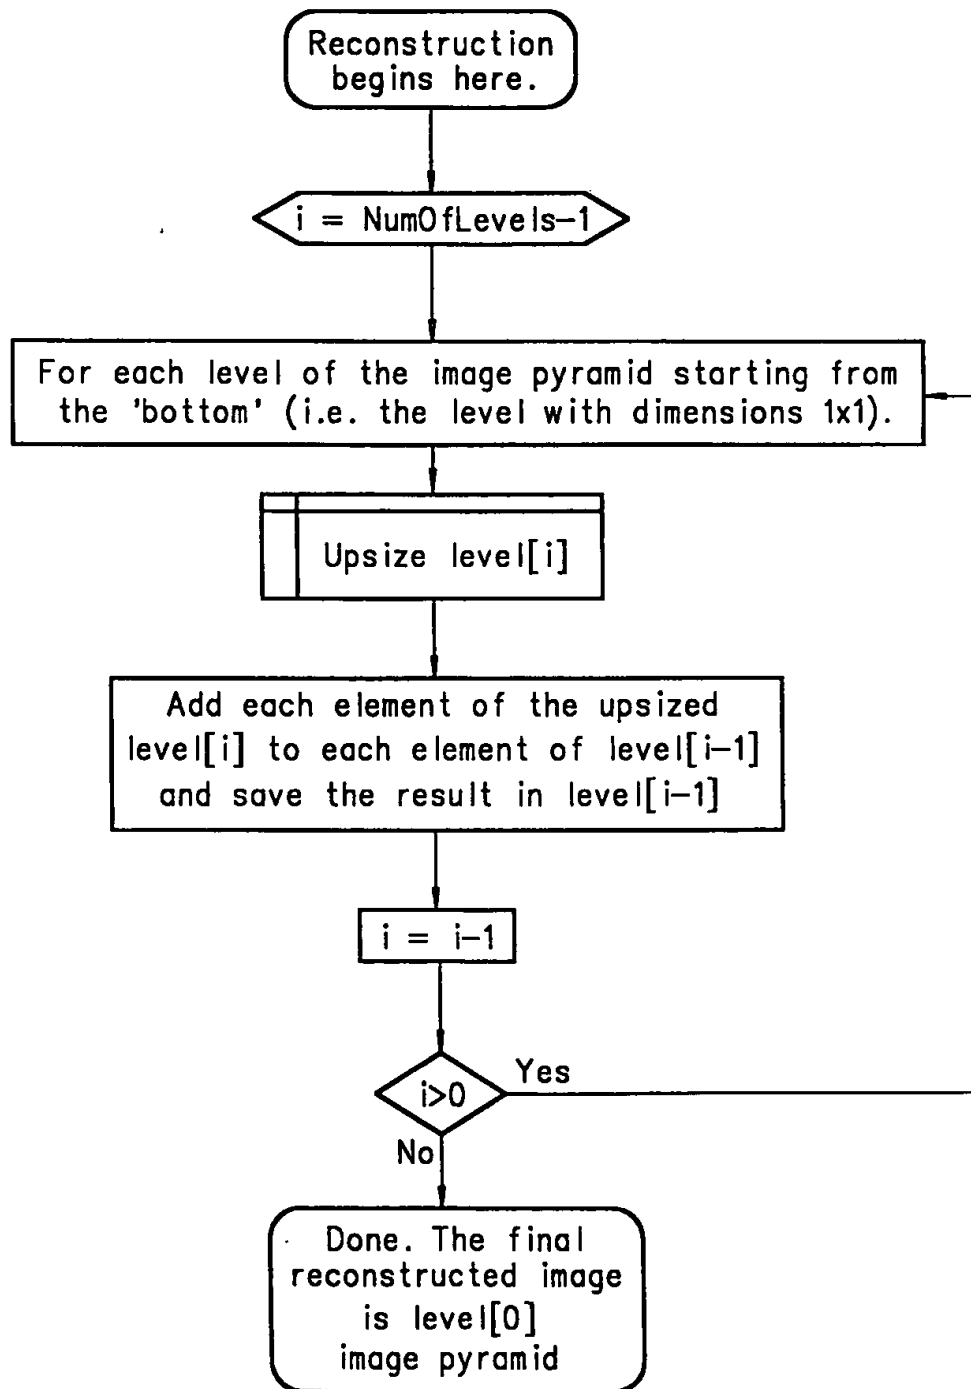 Reconstruction
begins here.
i = NumOfLevels-1
For each level of the image pyramid starting from
the 'bottom' (i.e. the level with dimensions 1x1).
Upsize level[i]
Add each element of the upsized
level[i] to each element of level[i-1]
and save the result in level[i-1]
i = i-1
i>0
Yes
No
Done. The final
reconstructed image
is level[0]
image pyramid